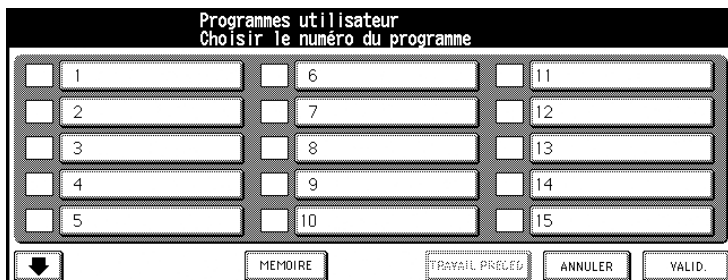 Programmes utilisateur
Choisir le numéro du programme
1 6 11
2 7 12
3 8 13
4 9 14
5 10 15
MEMOIRE TRAVAIL PRECED ANNULER VALID.